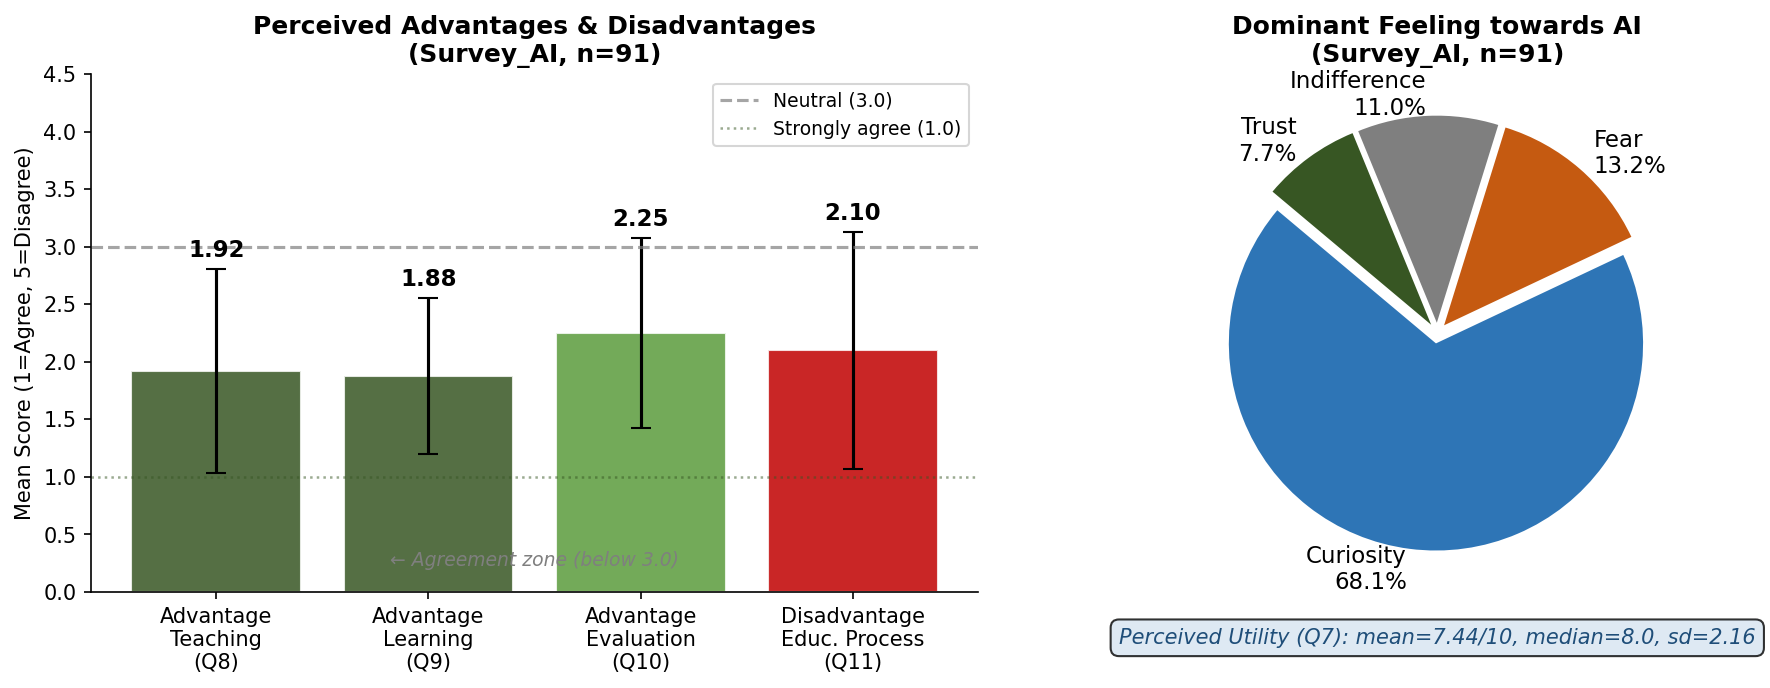 Perceived Advantages & Disadvantages
(Survey_AI, n=91)
Mean Score (1=Agree, 5=Disagree)
4.5
4.0
3.5
3.0
2.5
2.0
1.5
1.0
0.5
0.0
Neutral (3.0)
Strongly agree (1.0)
1.92
1.88
2.25
2.10
← Agreement zone (below 3.0)
Advantage
Teaching
(Q8)
Advantage
Learning
(Q9)
Advantage
Evaluation
(Q10)
Disadvantage
Educ. Process
(Q11)
Dominant Feeling towards AI
(Survey_AI, n=91)
Indifference
11.0%
Trust
7.7%
Fear
13.2%
Curiosity
68.1%
Perceived Utility (Q7): mean=7.44/10, median=8.0, sd=2.16